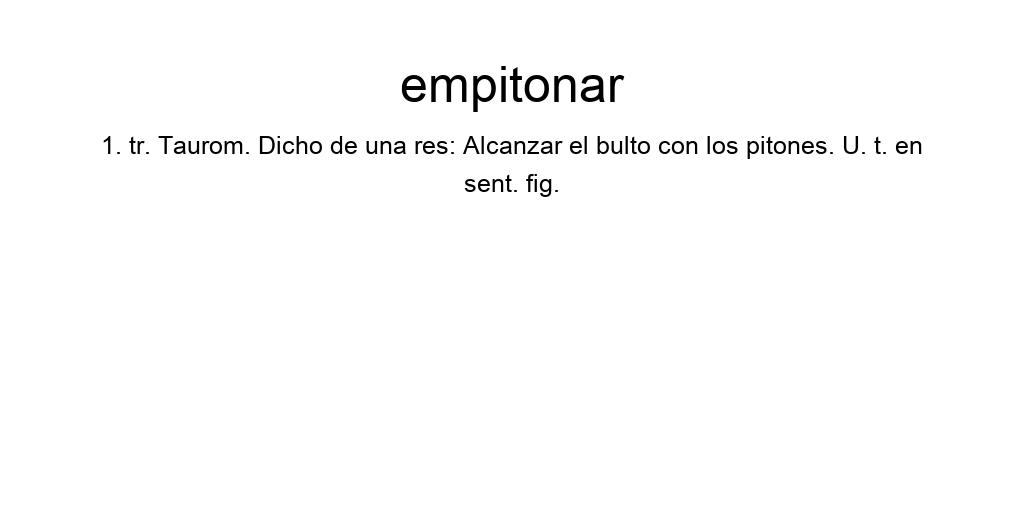 empitonar
1. tr. Taurom. Dicho de una res: Alcanzar el bulto con los pitones. U. t. en
sent. fig.